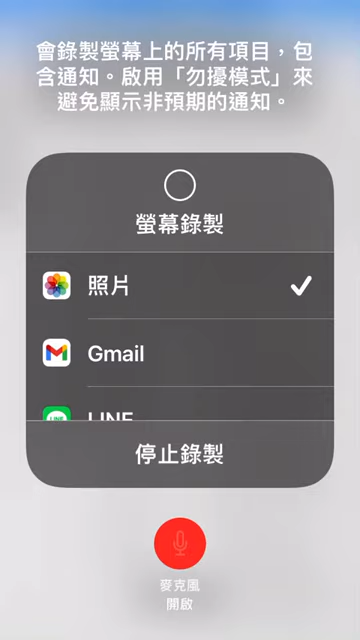 會錄製螢幕上的所有項目，包
含通知。啟用「勿擾模式」來
避免顯示非預期的通知。
螢幕錄製
照片
Gmail
LINE
停止錄製
麥克風
開啟